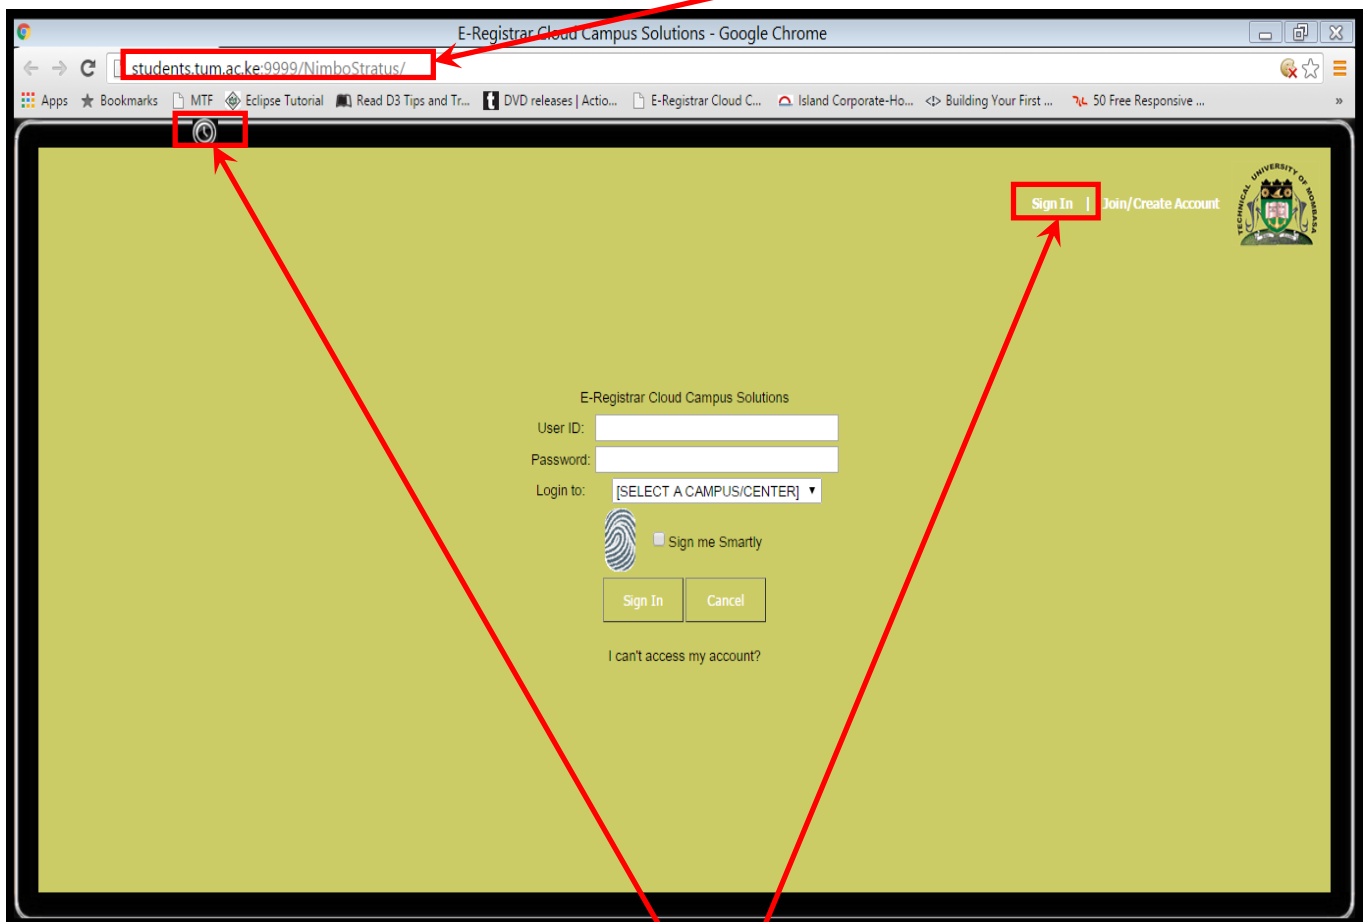 E-Registrar Cloud Campus Solutions - Google Chrome
students.tum.ac.ke:9999/NimboStratus/
Apps Bookmarks MTF Eclipse Tutorial Read D3 Tips and Tr... DVD releases | Actio... E-Registrar Cloud C... Island Corporate-Ho... Building Your First ... 50 Free Responsive ... »
Sign In | Join/Create Account
TECHNICAL UNIVERSITY OF MOMBASA
E-Registrar Cloud Campus Solutions
User ID:
Password:
Login to: [SELECT A CAMPUS/CENTER]
Sign me Smartly
Sign In Cancel
I can't access my account?